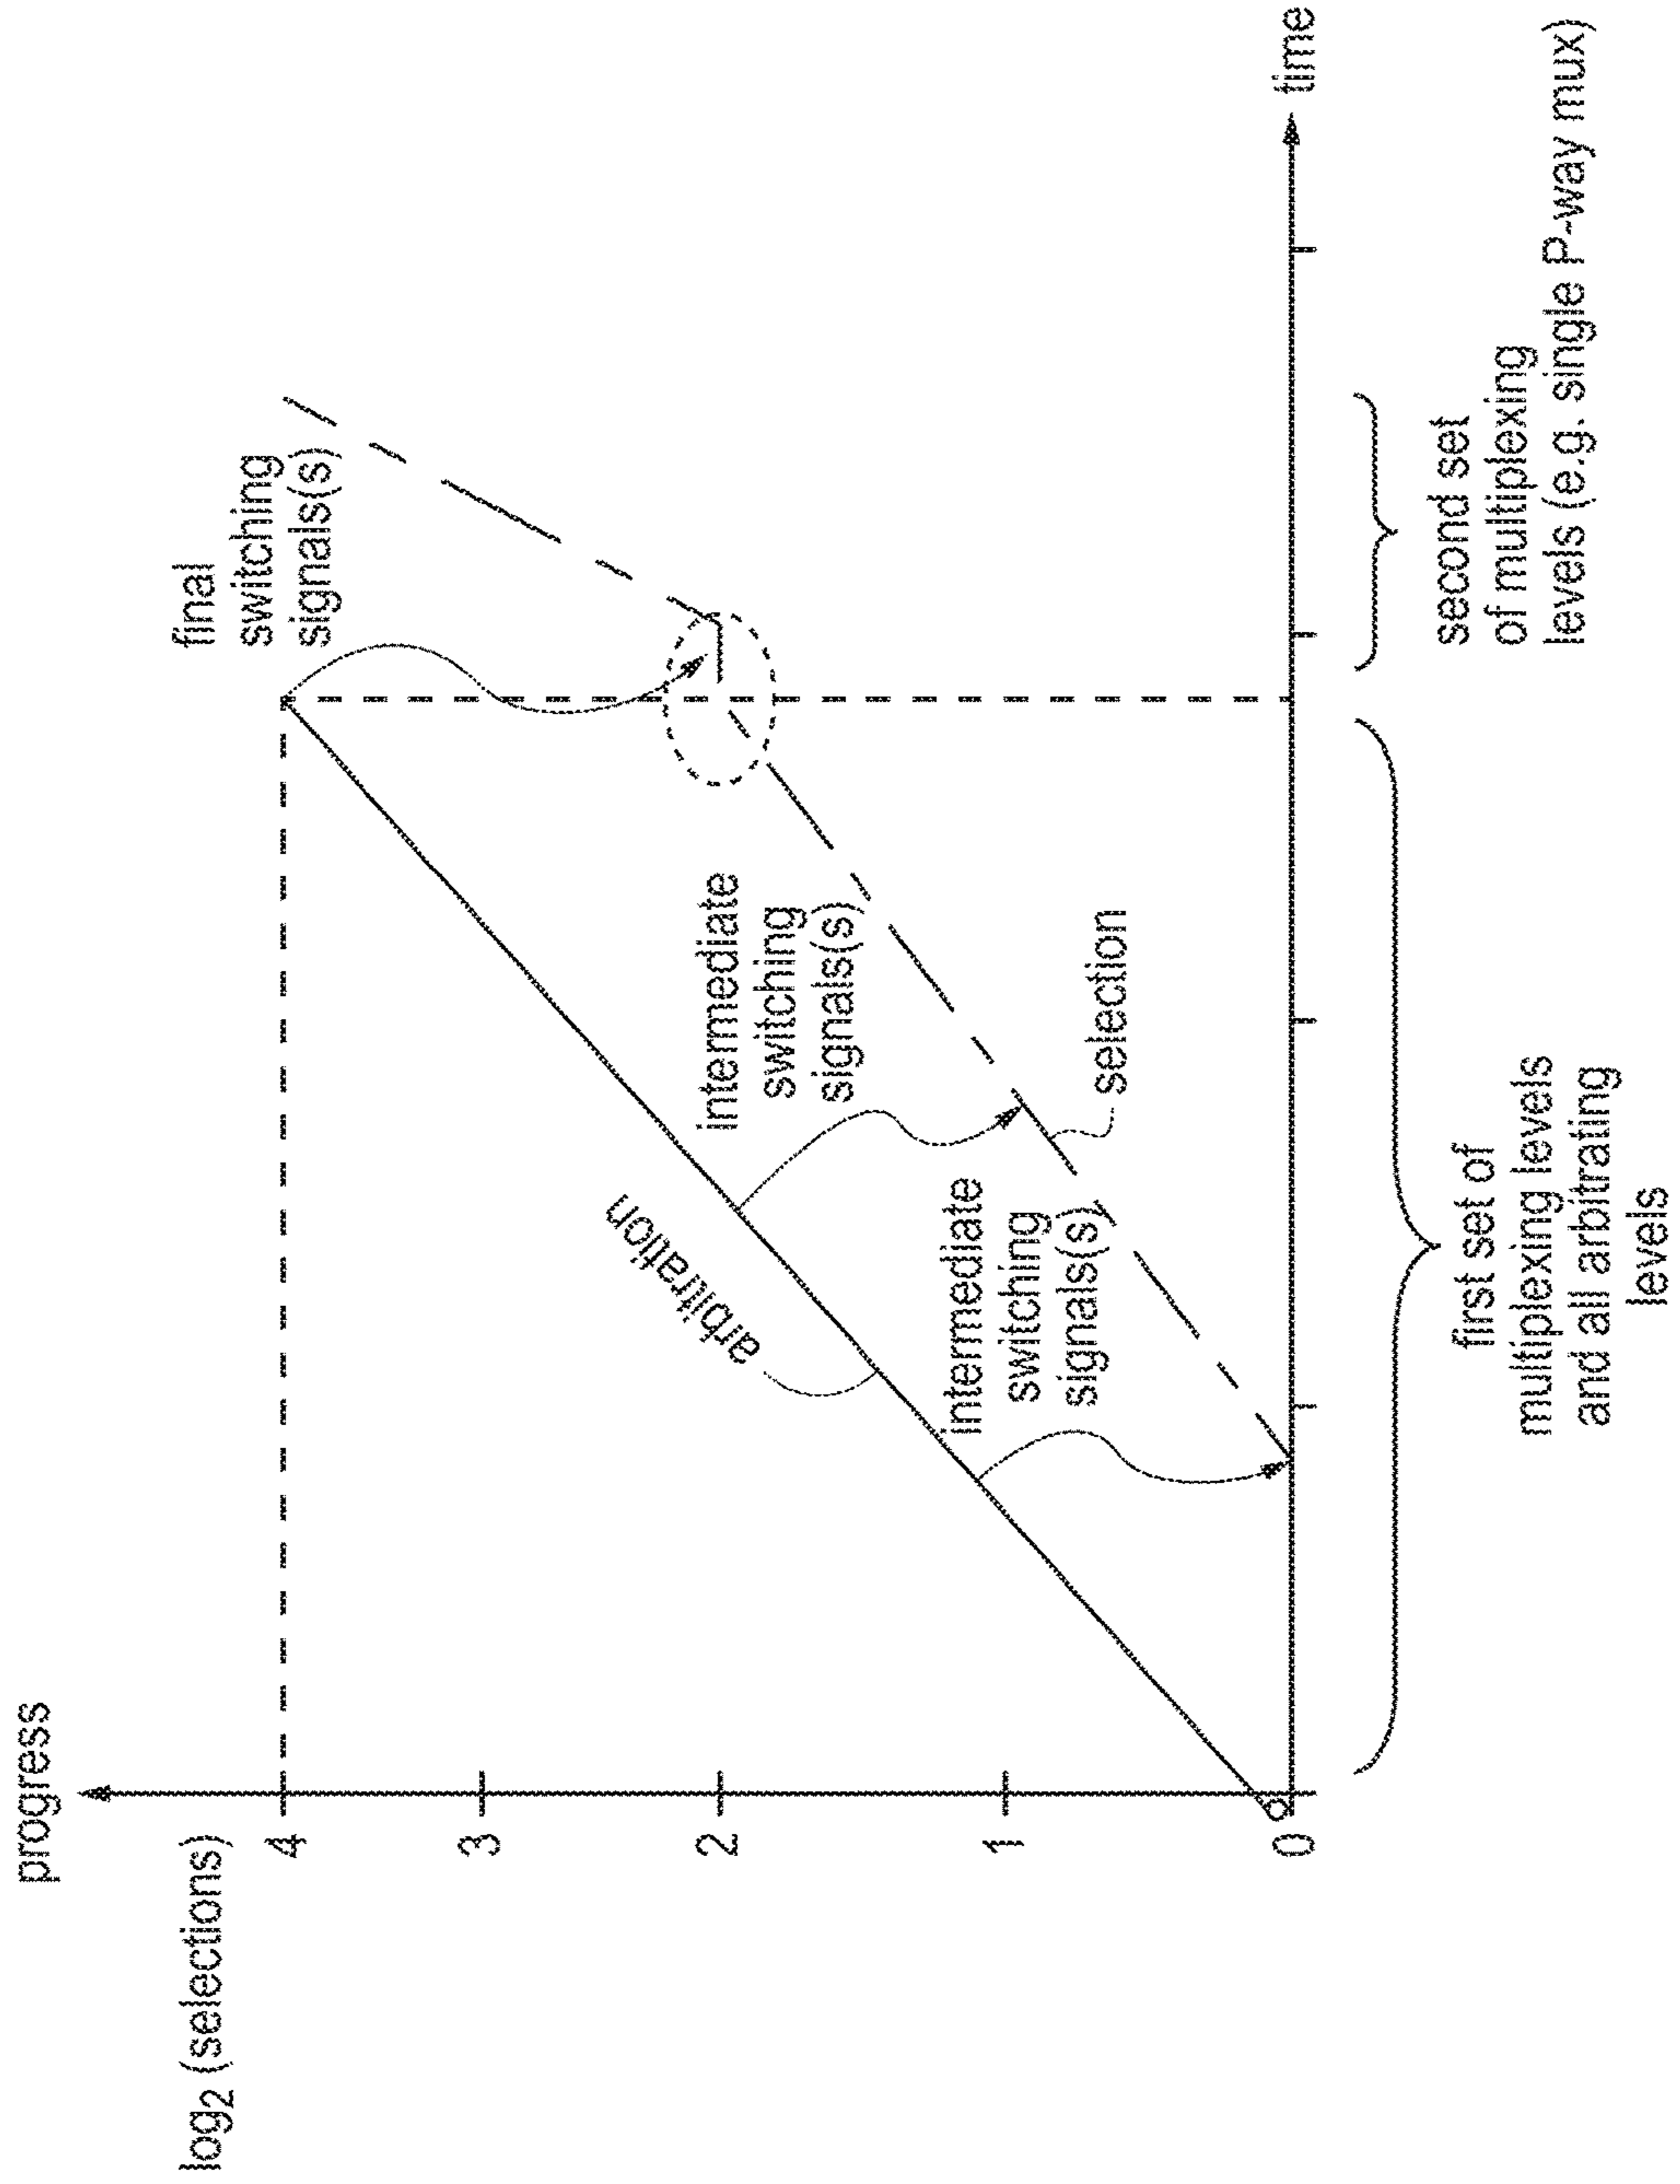 progress
log2 (selections)
4
3
2
1
0
0
final
switching
signals(s)
arbitration
intermediate
switching
signals(s)
intermediate
switching
signals(s)
selection
time
first set of
multiplexing levels
and all arbitrating
levels
second set
of multiplexing
levels (e.g. single P-way mux)